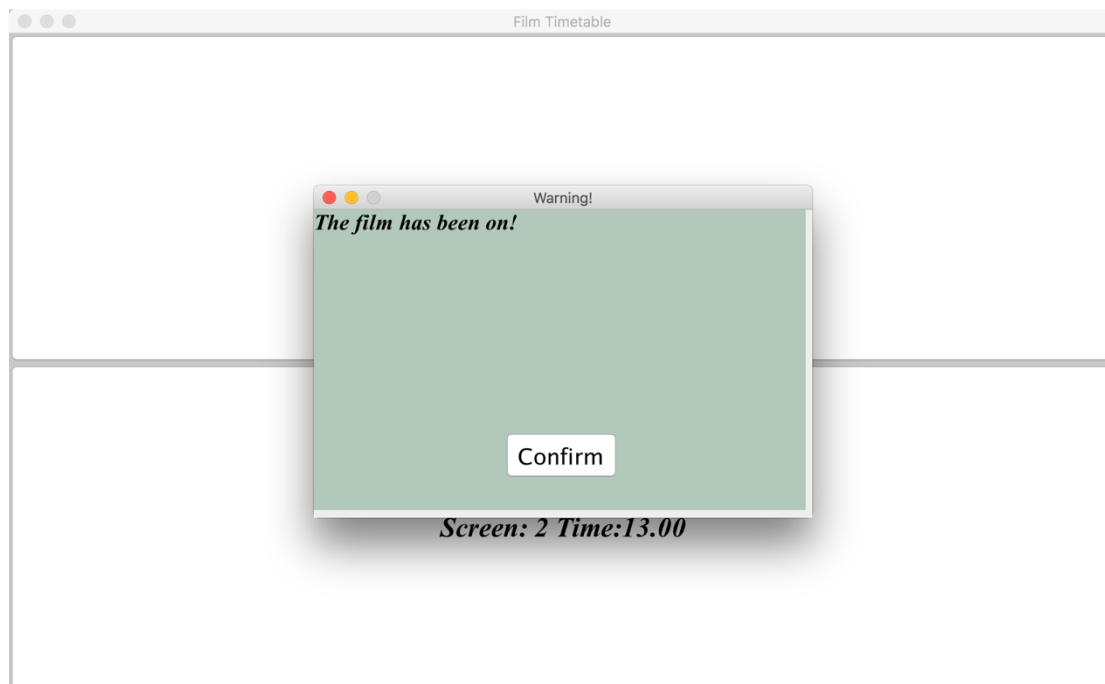 Film Timetable
Warning!
The film has been on!
Confirm
Screen: 2 Time:13.00